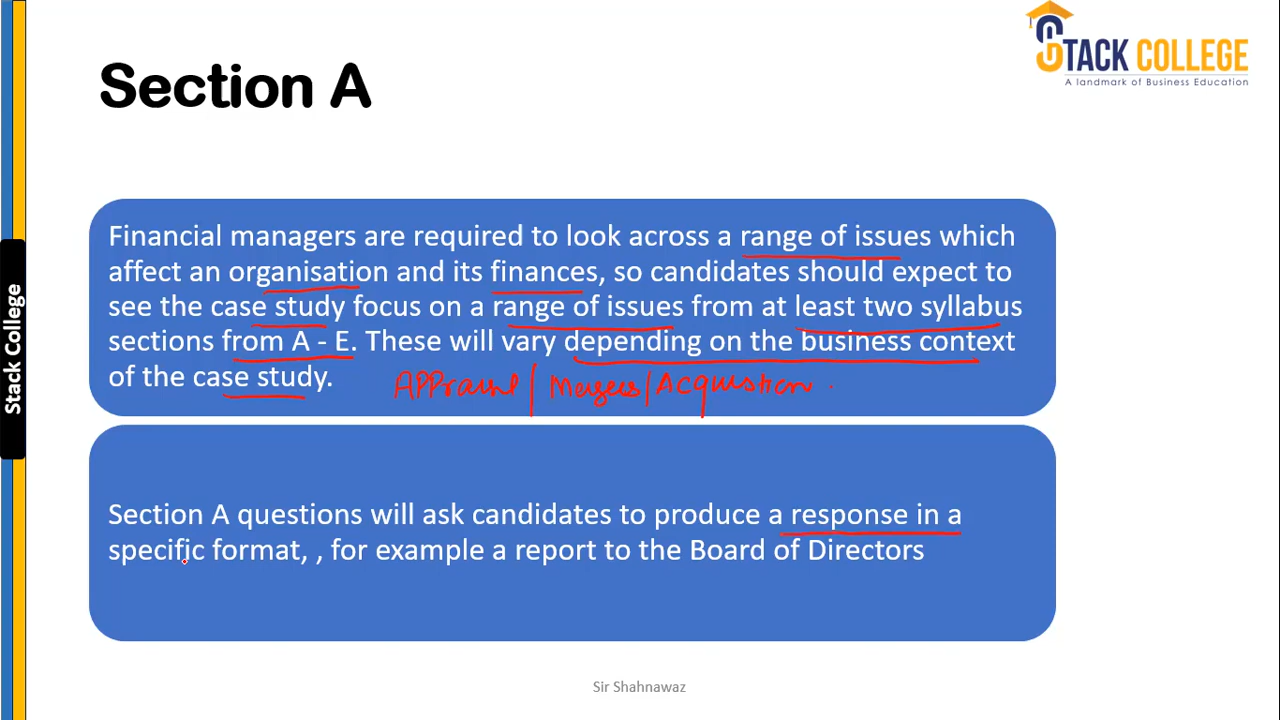 STACK COLLEGE
A landmark of Business Education
Section A
Stack College
Financial managers are required to look across a range of issues which
affect an organisation and its finances, so candidates should expect to
see the case study focus on a range of issues from at least two syllabus
sections from A - E. These will vary depending on the business context
of the case study.
Appraisal / Mergers / Acquisition
Section A questions will ask candidates to produce a response in a
specific format, , for example a report to the Board of Directors
Sir Shahnawaz